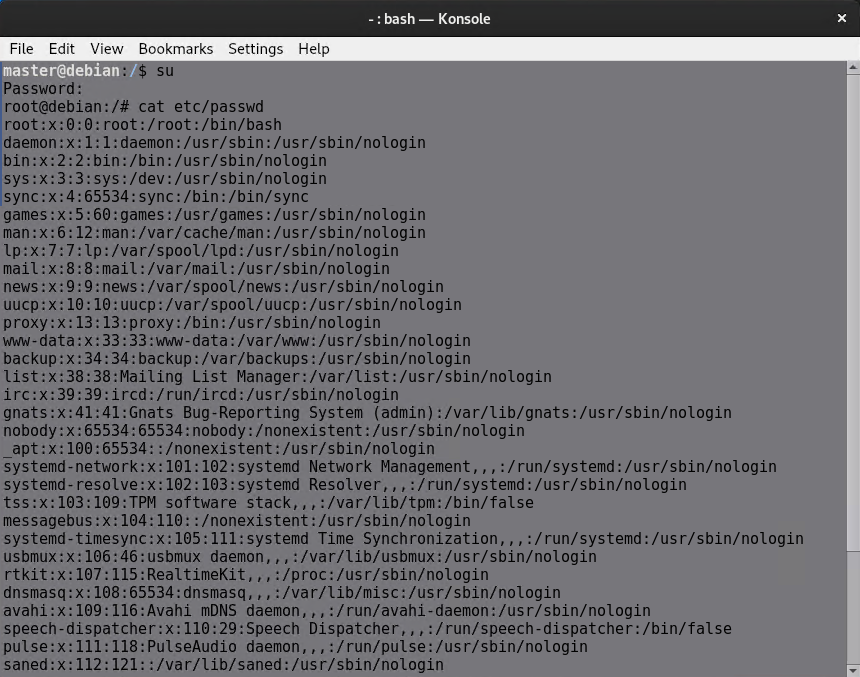 - : bash — Konsole
File Edit View Bookmarks Settings Help
master@debian:/$ su
Password:
root@debian:/# cat etc/passwd
root:x:0:0:root:/root:/bin/bash
daemon:x:1:1:daemon:/usr/sbin:/usr/sbin/nologin
bin:x:2:2:bin:/bin:/usr/sbin/nologin
sys:x:3:3:sys:/dev:/usr/sbin/nologin
sync:x:4:65534:sync:/bin:/bin/sync
games:x:5:60:games:/usr/games:/usr/sbin/nologin
man:x:6:12:man:/var/cache/man:/usr/sbin/nologin
lp:x:7:7:lp:/var/spool/lpd:/usr/sbin/nologin
mail:x:8:8:mail:/var/mail:/usr/sbin/nologin
news:x:9:9:news:/var/spool/news:/usr/sbin/nologin
uucp:x:10:10:uucp:/var/spool/uucp:/usr/sbin/nologin
proxy:x:13:13:proxy:/bin:/usr/sbin/nologin
www-data:x:33:33:www-data:/var/www:/usr/sbin/nologin
backup:x:34:34:backup:/var/backups:/usr/sbin/nologin
list:x:38:38:Mailing List Manager:/var/list:/usr/sbin/nologin
irc:x:39:39:ircd:/run/ircd:/usr/sbin/nologin
gnats:x:41:41:Gnats Bug-Reporting System (admin):/var/lib/gnats:/usr/sbin/nologin
nobody:x:65534:65534:nobody:/nonexistent:/usr/sbin/nologin
_apt:x:100:65534::/nonexistent:/usr/sbin/nologin
systemd-network:x:101:102:systemd Network Management,,,:/run/systemd:/usr/sbin/nologin
systemd-resolve:x:102:103:systemd Resolver,,,:/run/systemd:/usr/sbin/nologin
tss:x:103:109:TPM software stack,,,:/var/lib/tpm:/bin/false
messagebus:x:104:110::/nonexistent:/usr/sbin/nologin
systemd-timesync:x:105:111:systemd Time Synchronization,,,:/run/systemd:/usr/sbin/nologin
usbmux:x:106:46:usbmux daemon,,,:/var/lib/usbmux:/usr/sbin/nologin
rtkit:x:107:115:RealtimeKit,,,:/proc:/usr/sbin/nologin
dnsmasq:x:108:65534:dnsmasq,,,:/var/lib/misc:/usr/sbin/nologin
avahi:x:109:116:Avahi mDNS daemon,,,:/run/avahi-daemon:/usr/sbin/nologin
speech-dispatcher:x:110:29:Speech Dispatcher,,,:/run/speech-dispatcher:/bin/false
pulse:x:111:118:PulseAudio daemon,,,:/run/pulse:/usr/sbin/nologin
saned:x:112:121::/var/lib/saned:/usr/sbin/nologin